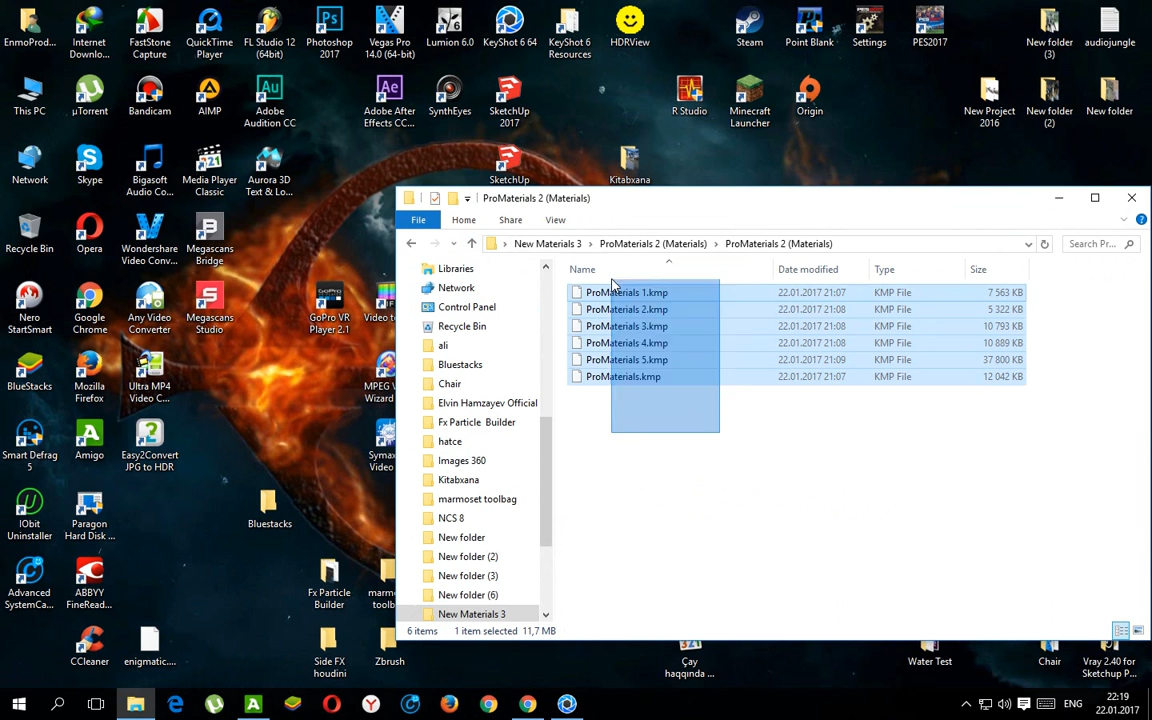 EnmoProd...
Internet Downlo...
FastStone Capture
QuickTime Player
FL Studio 12 (64bit)
Photoshop 2017
Vegas Pro 14.0 (64-bit)
Lumion 6.0
KeyShot 6 64
KeyShot 6 Resources
HDRView
Steam
Point Blank
Settings
PES2017
New folder (3)
audiojungle
This PC
µTorrent
Bandicam
AIMP
Adobe Audition CC
Adobe After Effects CC...
SynthEyes
SketchUp 2017
R Studio
Minecraft Launcher
Origin
New Project 2016
New folder (2)
New folder
Network
Skype
Bigasoft Audio Co...
Media Player Classic
Aurora 3D Text & Lo...
SketchUp
Kitabxana
Recycle Bin
Opera
Wondershare Video Conv...
Megascans Bridge
Nero StartSmart
Google Chrome
Any Video Converter
Megascans Studio
GoPro VR Player 2.1
Video to
BlueStacks
Mozilla Firefox
Ultra MP4 Video C...
MPEG V
Wizard
Smart Defrag 5
Amigo
Easy2Convert JPG to HDR
Symax
Video
IObit Uninstaller
Paragon Hard Disk ...
Bluestacks
Advanced SystemCa...
ABBYY FineRead...
Fx Particle Builder
marmo
toolb
CCleaner
enigmatic....
Side FX houdini
Zbrush
Çay haqqında ...
Water Test
Chair
Vray 2.40 for Sketchup P...
ProMaterials 2 (Materials)
File
Home
Share
View
New Materials 3
ProMaterials 2 (Materials)
ProMaterials 2 (Materials)
Search Pr...
Libraries
Network
Control Panel
Recycle Bin
ali
Bluestacks
Chair
Elvin Hamzayev Official
Fx Particle Builder
hatce
Images 360
Kitabxana
marmoset toolbag
NCS 8
New folder
New folder (2)
New folder (3)
New folder (6)
New Materials 3
Name Date modified Type Size
ProMaterials 1.kmp 22.01.2017 21:07 KMP File 7 563 KB
ProMaterials 2.kmp 22.01.2017 21:08 KMP File 5 322 KB
ProMaterials 3.kmp 22.01.2017 21:08 KMP File 10 793 KB
ProMaterials 4.kmp 22.01.2017 21:08 KMP File 10 889 KB
ProMaterials 5.kmp 22.01.2017 21:09 KMP File 37 800 KB
ProMaterials.kmp 22.01.2017 21:07 KMP File 12 042 KB
6 items 1 item selected 11,7 MB
ENG
22:19
22.01.2017